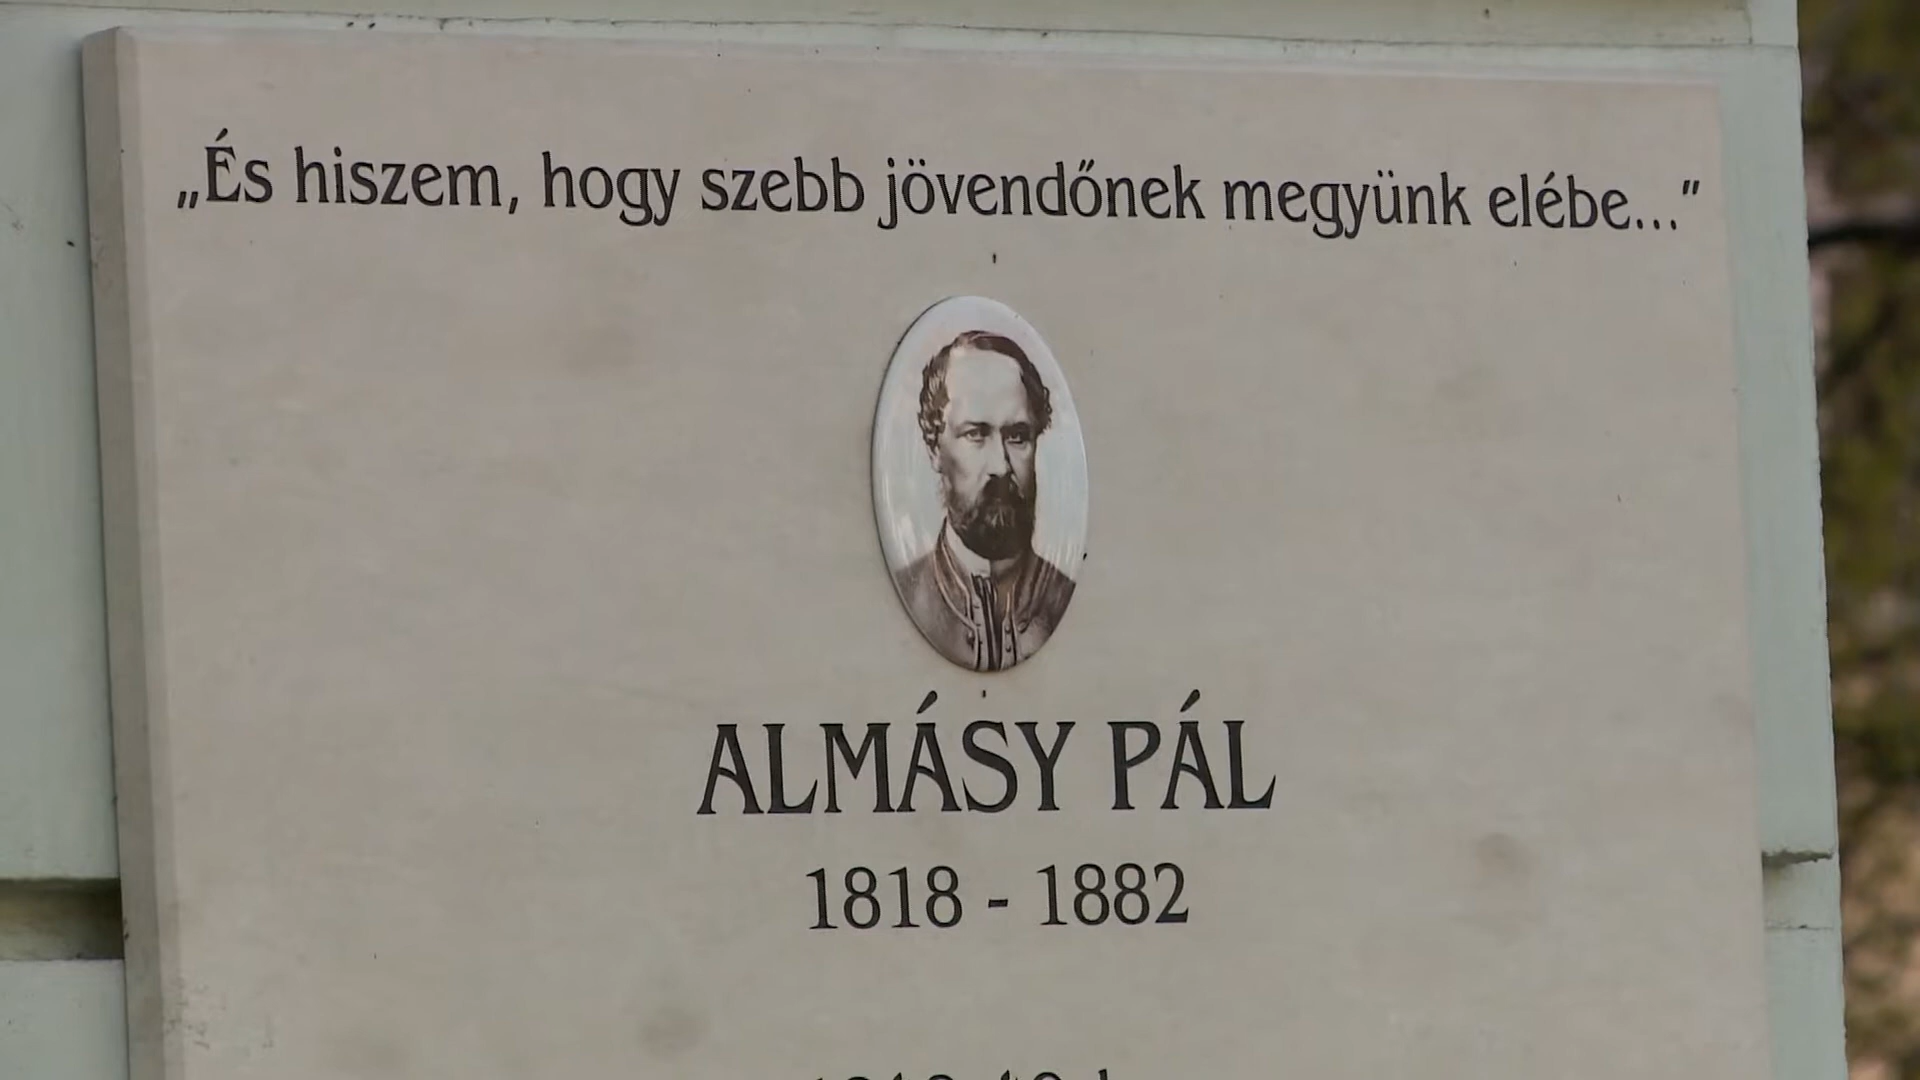 „És hiszem, hogy szebb jövendőnek megyünk elébe..."
ALMÁSY PÁL
1818 - 1882